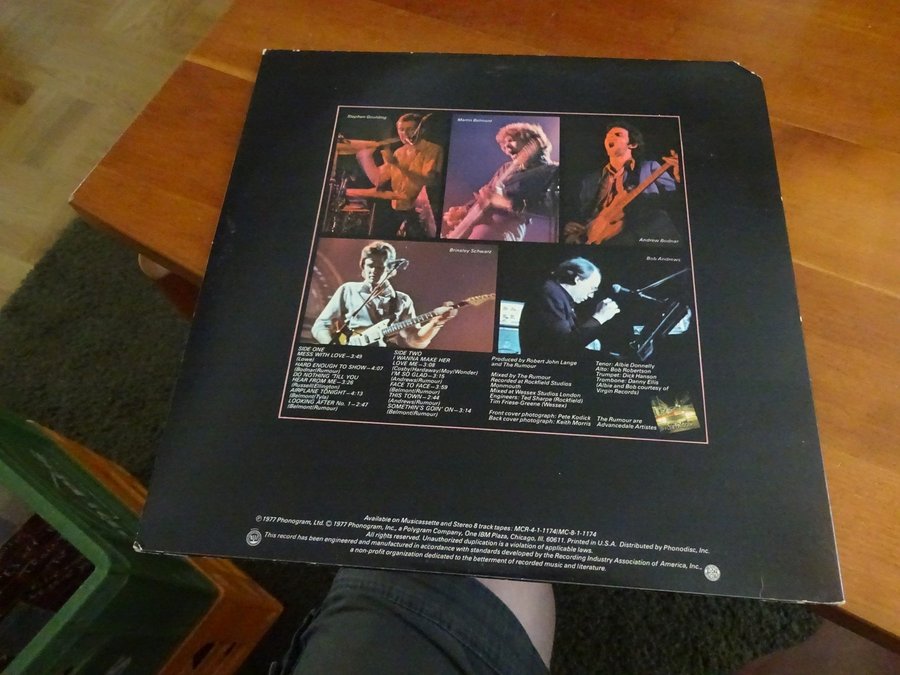 Stephen Goulding
Martin Belmont
Andrew Bodnar
Brinsley Schwarz
Bob Andrews
SIDE ONE
MESS WITH LOVE—3:49
(Lowe)
HARD ENOUGH TO SHOW—4:07
(Bodnar/Rumour)
DO NOTHING 'TILL YOU
HEAR FROM ME—3:26
(Russell/Ellington)
AIRPLANE TONIGHT—4:13
(Belmont/Tyla)
LOOKING AFTER No. 1—2:47
(Belmont/Rumour)
SIDE TWO
I WANNA MAKE HER
LOVE ME—3:08
(Cosby/Hardaway/Moy/Wonder)
I'M SO GLAD—3:15
(Andrews/Rumour)
FACE TO FACE—3:59
(Belmont/Rumour)
THIS TOWN—2:44
(Andrews/Rumour)
SOMETHIN'S GOIN' ON—3:14
(Belmont/Rumour)
Produced by Robert John Lange
and The Rumour
Mixed by The Rumour
Recorded at Rockfield Studios
Monmouth
Mixed at Wessex Studios London
Engineers: Ted Sharpe (Rockfield)
Tim Friese Greene (Wessex)
Front cover photograph: Pete Kodick
Back cover photograph: Keith Morris
Tenor: Albie Donnelly
Alto: Bob Robertson
Trumpet: Dick Hanson
Trombone: Danny Ellis
(Albie and Bob courtesy of
Virgin Records)
The Rumour are
Advancedale Artistes
Available on Musicassette and Stereo 8 track tapes: MCR-4-1-1174/MC-8-1-1174
℗ 1977 Phonogram, Ltd. © 1977 Phonogram, Inc., a Polygram Company, One IBM Plaza, Chicago, Ill. 60611. Printed in U.S.A. Distributed by Phonodisc, Inc.
All rights reserved. Unauthorized duplication is a violation of applicable laws.
This record has been engineered and manufactured in accordance with standards developed by the Recording Industry Association of America, Inc.,
a non-profit organization dedicated to the betterment of recorded music and literature.